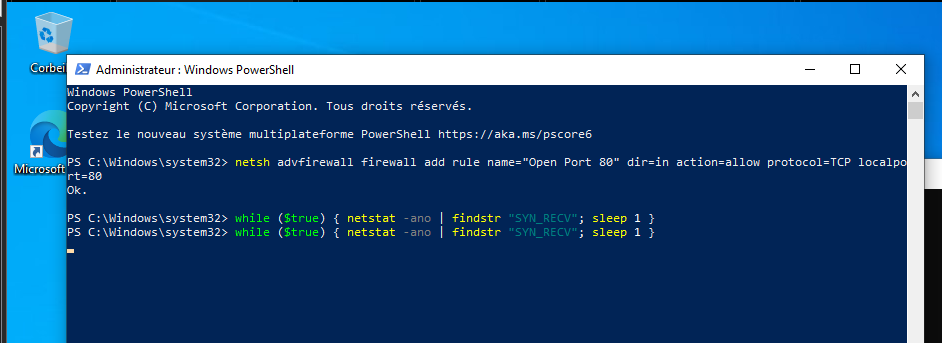 Corbei
Administrateur : Windows PowerShell
Windows PowerShell
Copyright (C) Microsoft Corporation. Tous droits réservés.
Testez le nouveau système multiplateforme PowerShell https://aka.ms/pscore6
Microsoft
PS C:\Windows\system32> netsh advfirewall firewall add rule name="Open Port 80" dir=in action=allow protocol=TCP localpo
rt=80
Ok.
PS C:\Windows\system32> while ($true) { netstat -ano | findstr "SYN_RECV"; sleep 1 }
PS C:\Windows\system32> while ($true) { netstat -ano | findstr "SYN_RECV"; sleep 1 }